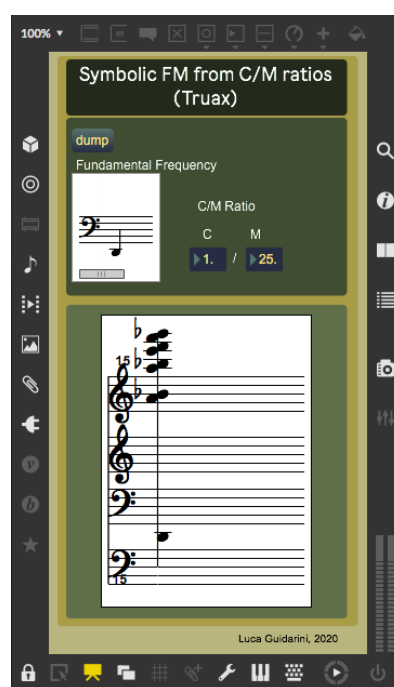 100%
Symbolic FM from C/M ratios
(Truax)
dump
Fundamental Frequency
C/M Ratio
C M
1. / 25.
15
15
Luca Guidarini, 2020